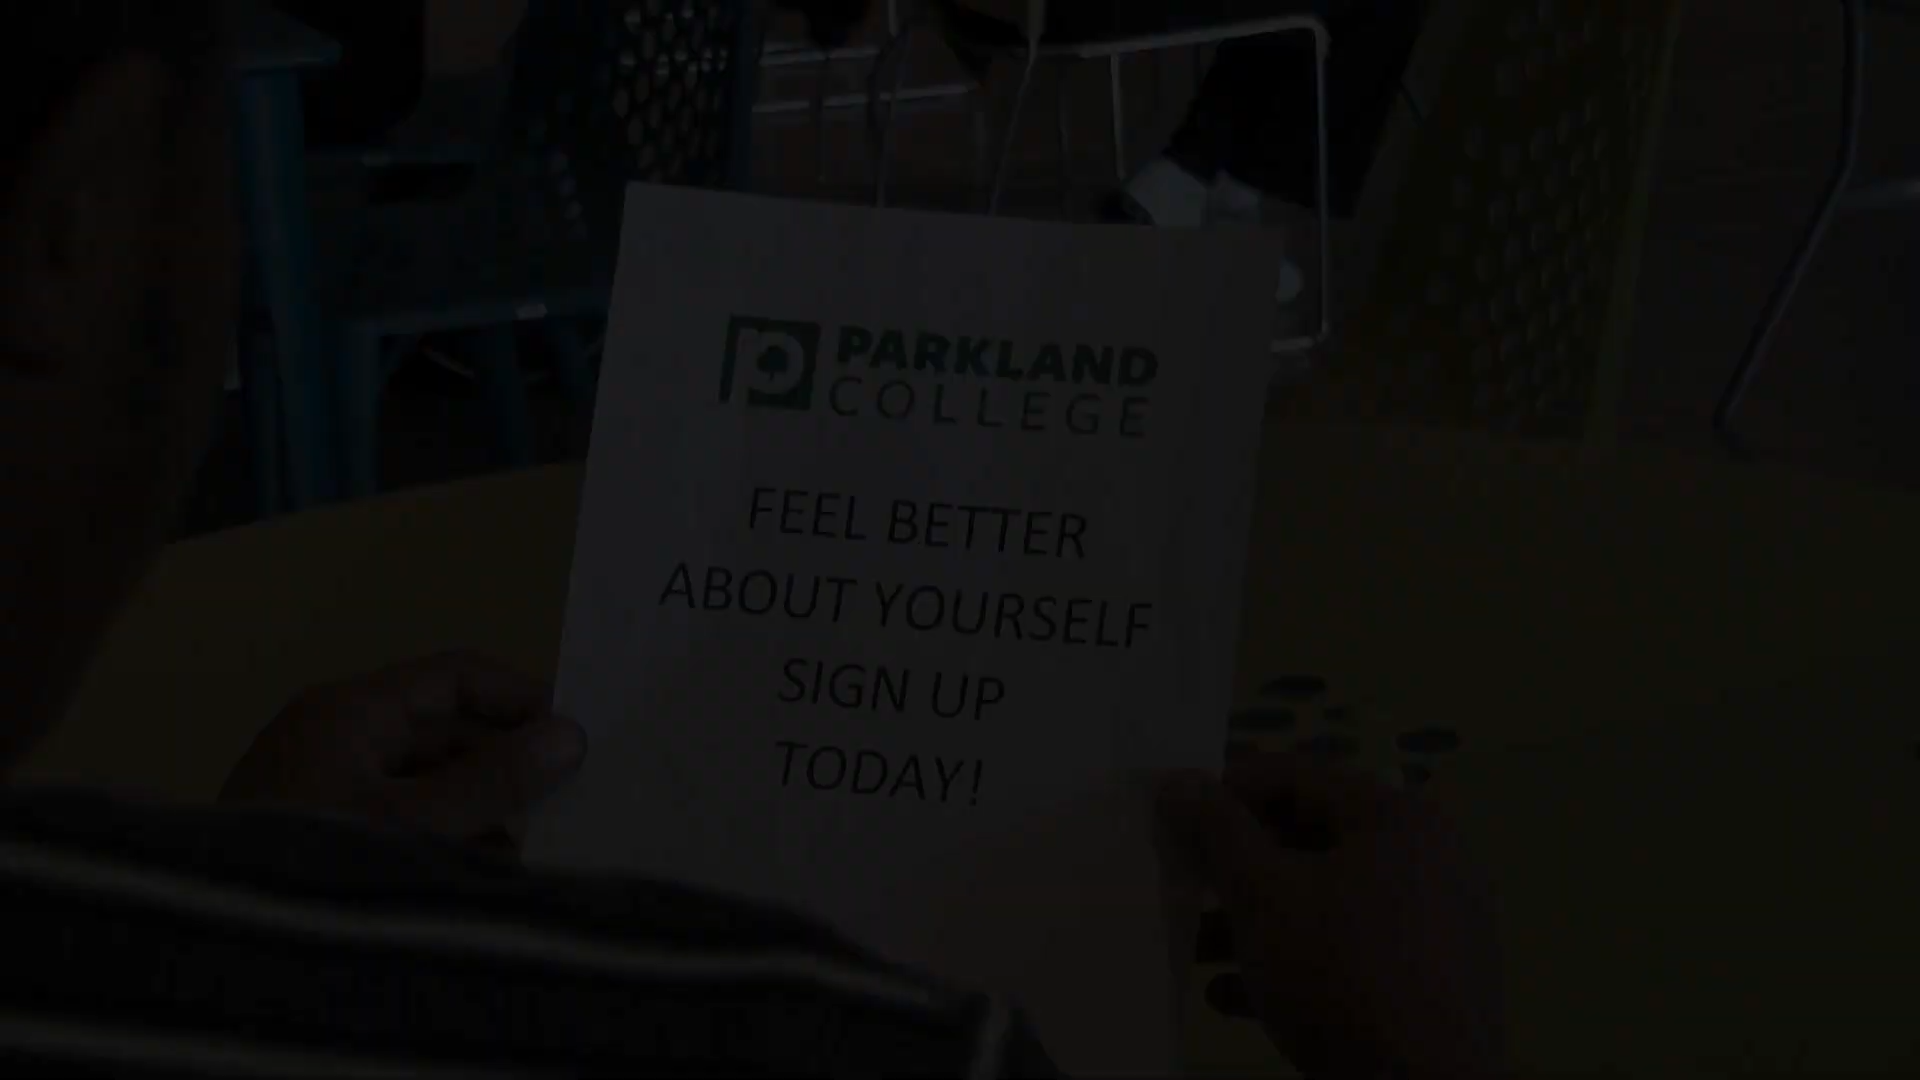 PARKLAND
COLLEGE
FEEL BETTER
ABOUT YOURSELF
SIGN UP
TODAY!